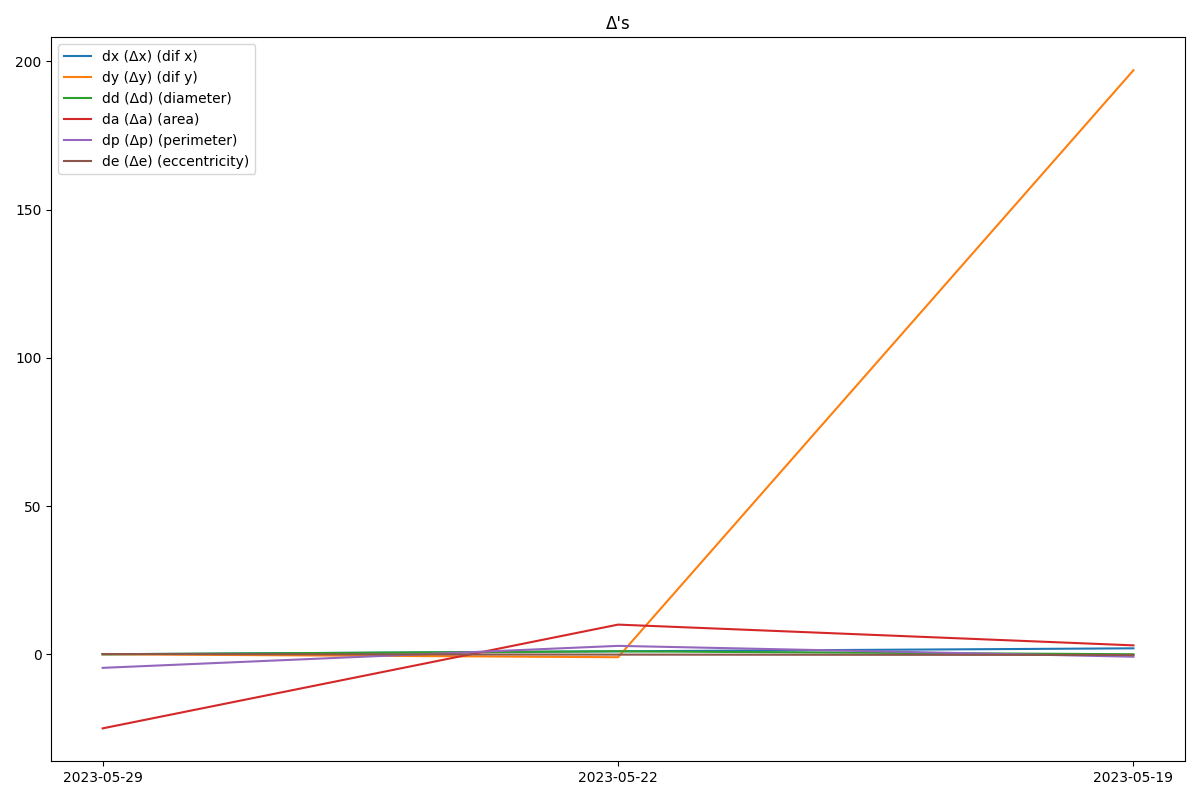 Δ's
dx (Δx) (dif x)
dy (Δy) (dif y)
dd (Δd) (diameter)
da (Δa) (area)
dp (Δp) (perimeter)
de (Δe) (eccentricity)
200
150
100
50
0
2023-05-29 2023-05-22 2023-05-19